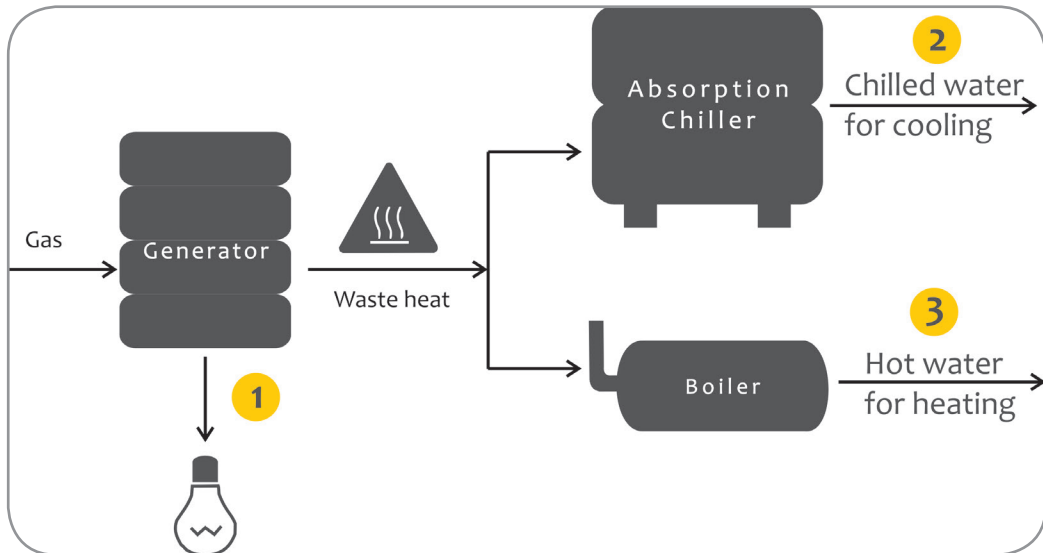 2
Absorption
Chiller
Chilled water
for cooling
Gas
Generator
Waste heat
3
Hot water
for heating
Boiler
1